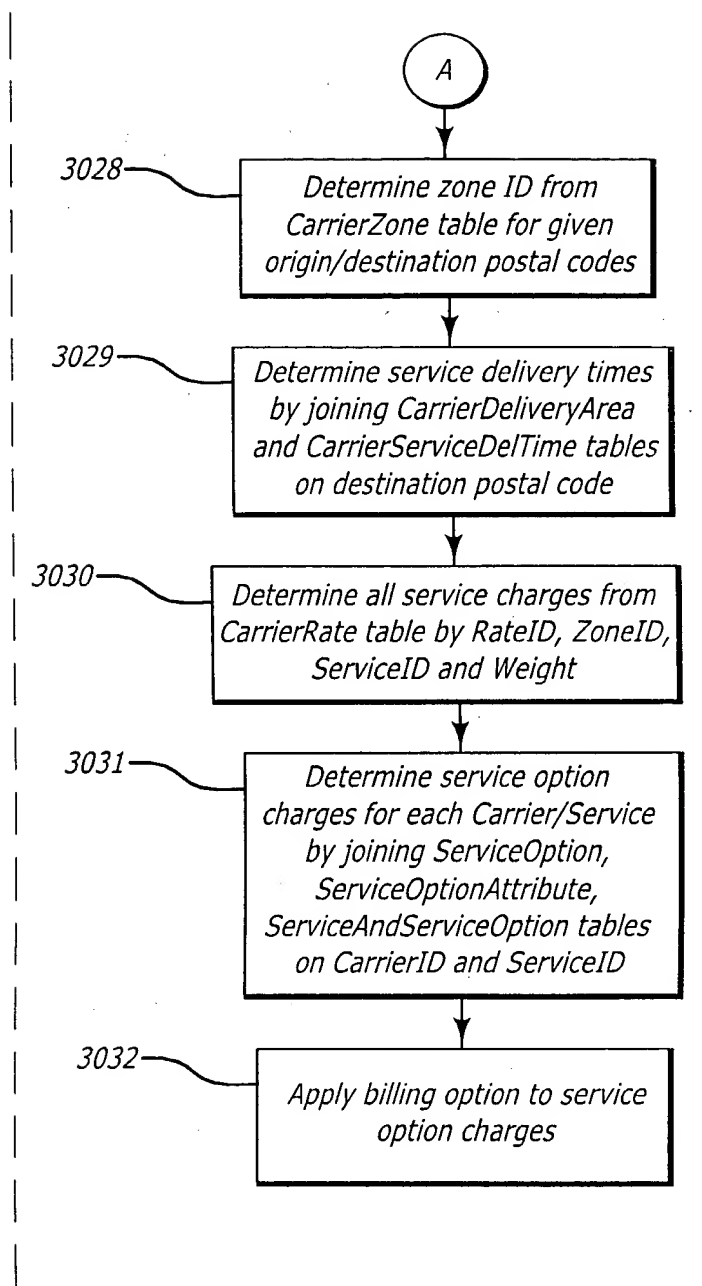 A
3028
Determine zone ID from
CarrierZone table for given
origin/destination postal codes
3029
Determine service delivery times
by joining CarrierDeliveryArea
and CarrierServiceDelTime tables
on destination postal code
3030
Determine all service charges from
CarrierRate table by RateID, ZoneID,
ServiceID and Weight
3031
Determine service option
charges for each Carrier/Service
by joining ServiceOption,
ServiceOptionAttribute,
ServiceAndServiceOption tables
on CarrierID and ServiceID
3032
Apply billing option to service
option charges